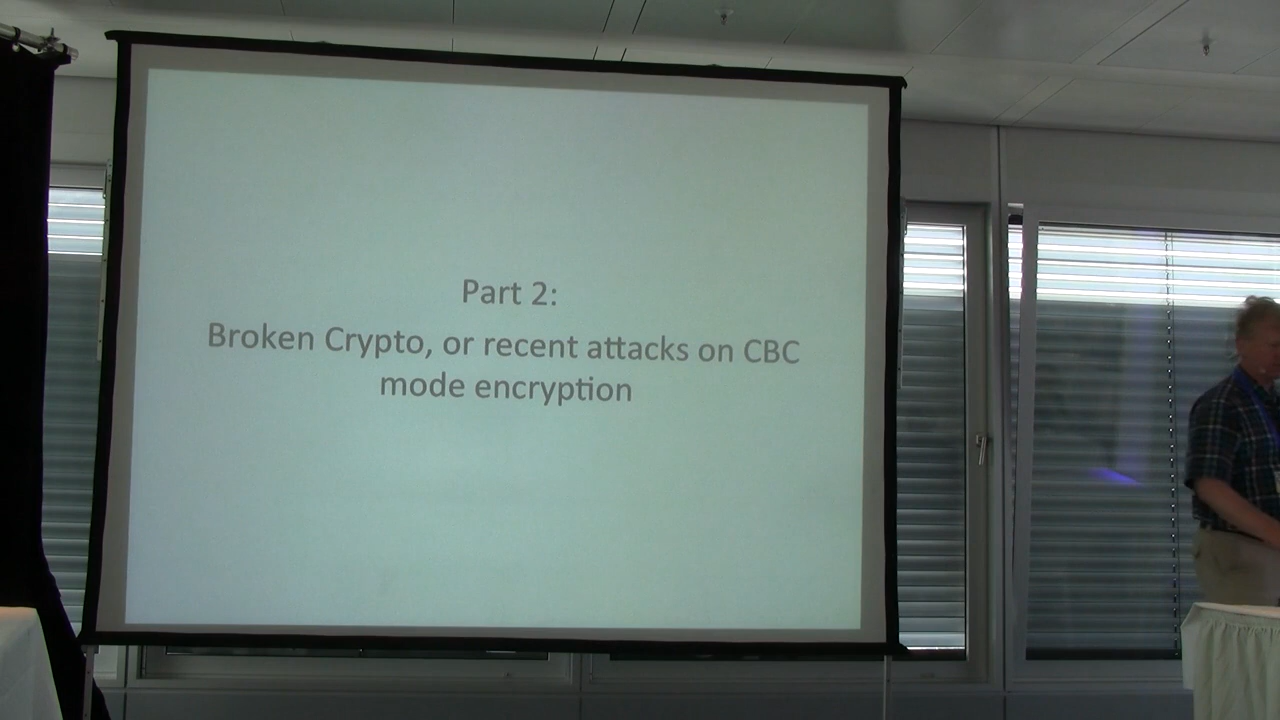 Part 2:
Broken Crypto, or recent attacks on CBC
mode encryption